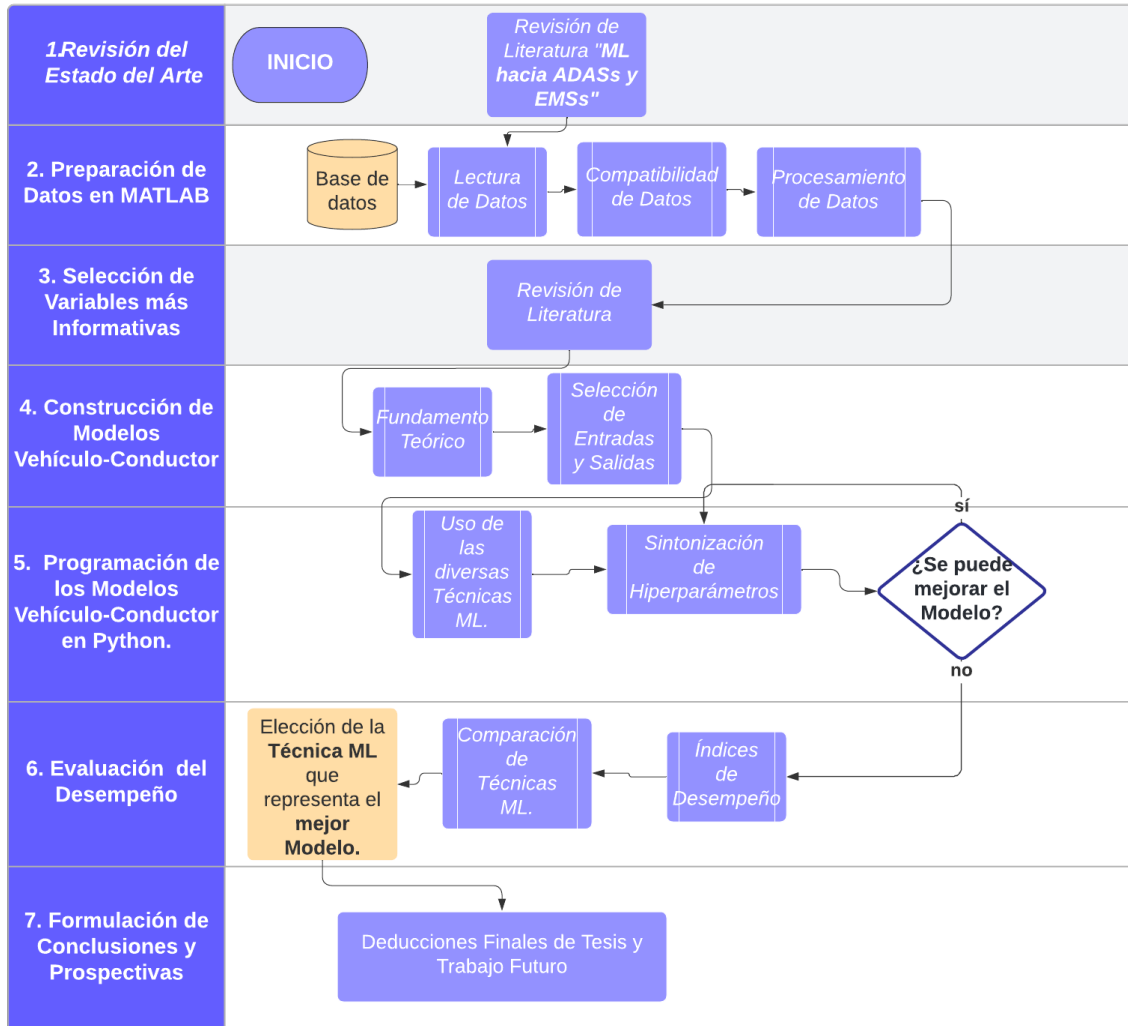 1.Revisión del
Estado del Arte
INICIO
Revisión de
Literatura "ML
hacia ADASs y
EMSs"
2. Preparación de
Datos en MATLAB
Base de
datos
Lectura
de Datos
Compatibilidad
de Datos
Procesamiento
de Datos
3. Selección de
Variables más
Informativas
Revisión de
Literatura
4. Construcción de
Modelos
Vehículo-Conductor
Fundamento
Teórico
Selección
de
Entradas
y Salidas
5.  Programación de
los Modelos
Vehículo-Conductor
en Python.
Uso de
las
diversas
Técnicas
ML.
Sintonización
de
Hiperparámetros
sí
¿Se puede
mejorar el
Modelo?
no
6. Evaluación  del
Desempeño
Elección de la
Técnica ML
que
representa el
mejor
Modelo.
Comparación
de
Técnicas
ML.
Índices
de
Desempeño
7. Formulación de
Conclusiones y
Prospectivas
Deducciones Finales de Tesis y
Trabajo Futuro